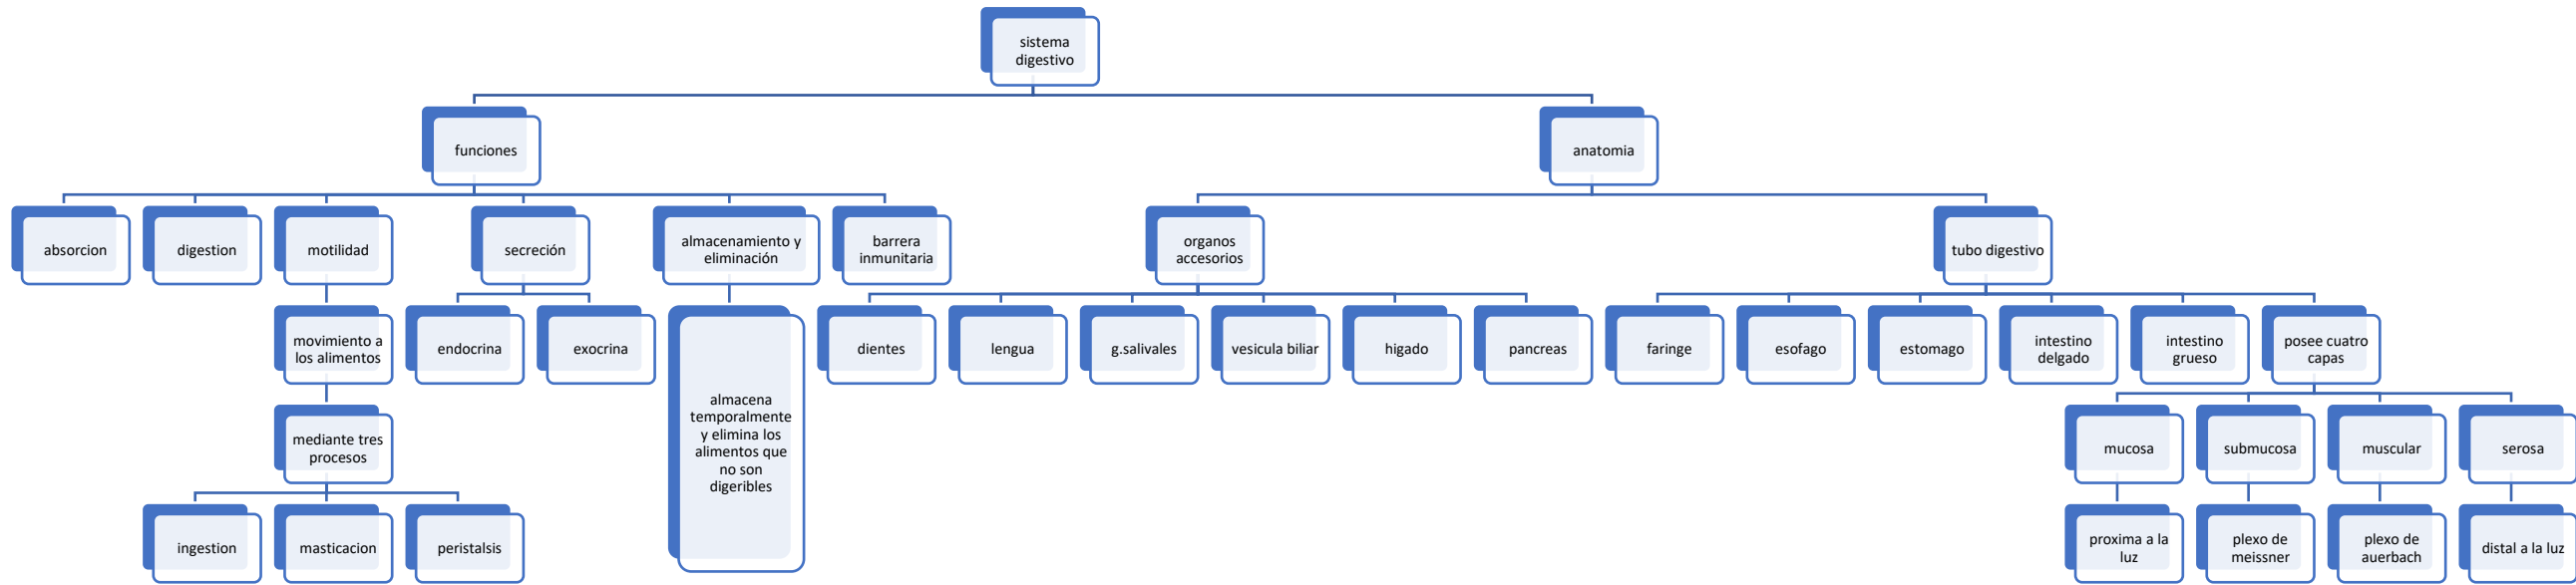 sistema
digestivo
funciones
anatomia
absorcion
digestion
motilidad
secreción
almacenamiento y
eliminación
barrera
inmunitaria
organos
accesorios
tubo digestivo
movimiento a
los alimentos
endocrina
exocrina
almacena
temporalmente
y elimina los
alimentos que
no son
digeribles
dientes
lengua
g.salivales
vesicula biliar
higado
pancreas
faringe
esofago
estomago
intestino
delgado
intestino
grueso
posee cuatro
capas
mediante tres
procesos
mucosa
submucosa
muscular
serosa
ingestion
masticacion
peristalsis
proxima a la
luz
plexo de
meissner
plexo de
auerbach
distal a la luz